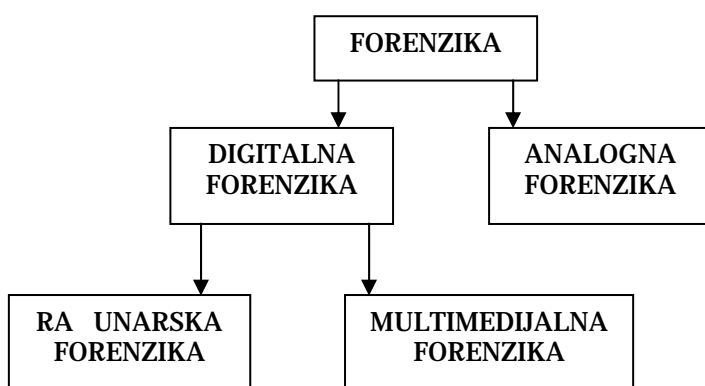 FORENZIKA
DIGITALNA
FORENZIKA
ANALOGNA
FORENZIKA
RA UNARSKA
FORENZIKA
MULTIMEDIJALNA
FORENZIKA